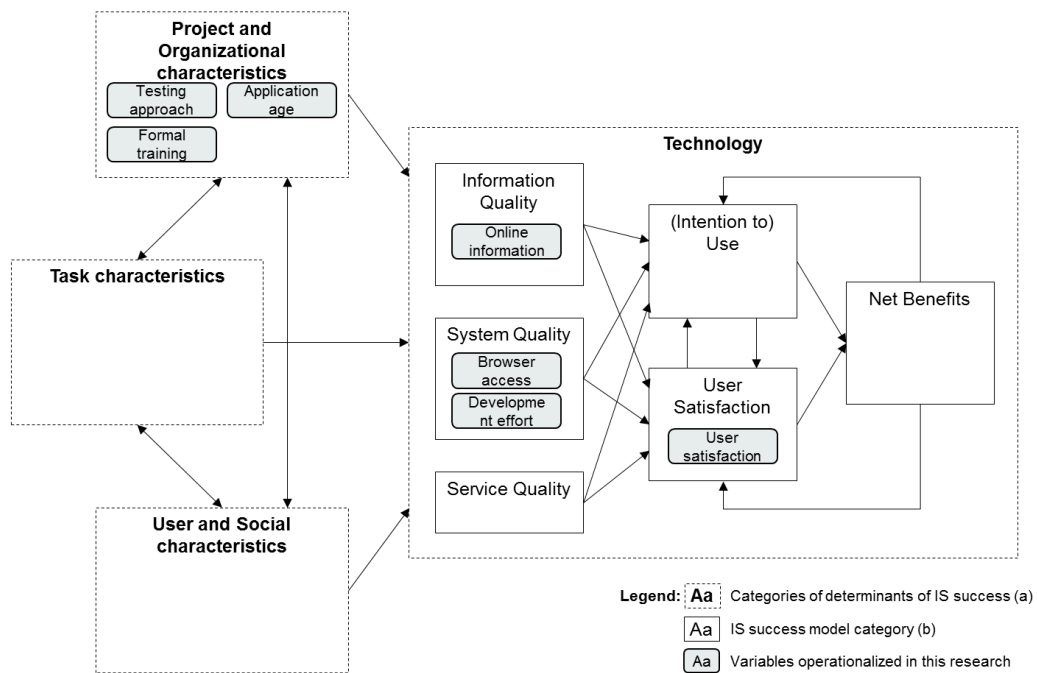 Project and
Organizational
characteristics
Testing
approach
Application
age
Formal
training
Task characteristics
User and Social
characteristics
Technology
Information
Quality
Online
information
System Quality
Browser
access
Developme
nt effort
Service Quality
(Intention to)
Use
User
Satisfaction
User
satisfaction
Net Benefits
Legend: Aa Categories of determinants of IS success (a)
Aa IS success model category (b)
Aa Variables operationalized in this research